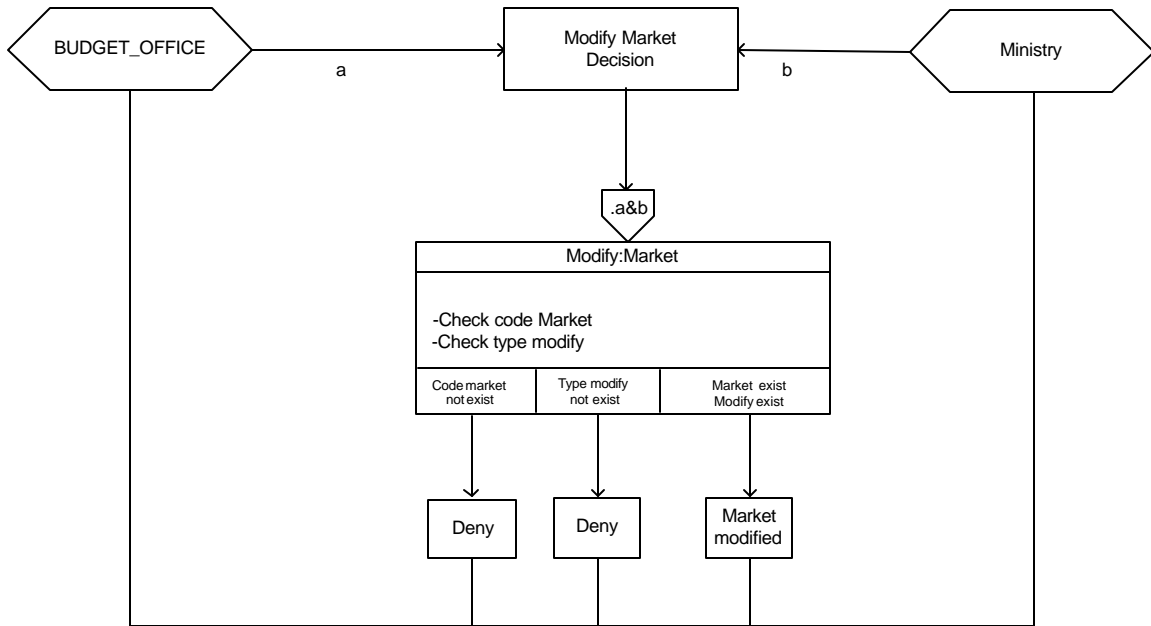 BUDGET_OFFICE
Modify Market
Decision
Ministry
a
b
.a&b
Modify:Market
-Check code Market
-Check type modify
Code market
not exist
Type modify
not exist
Market exist
Modify exist
Deny
Deny
Market
modified